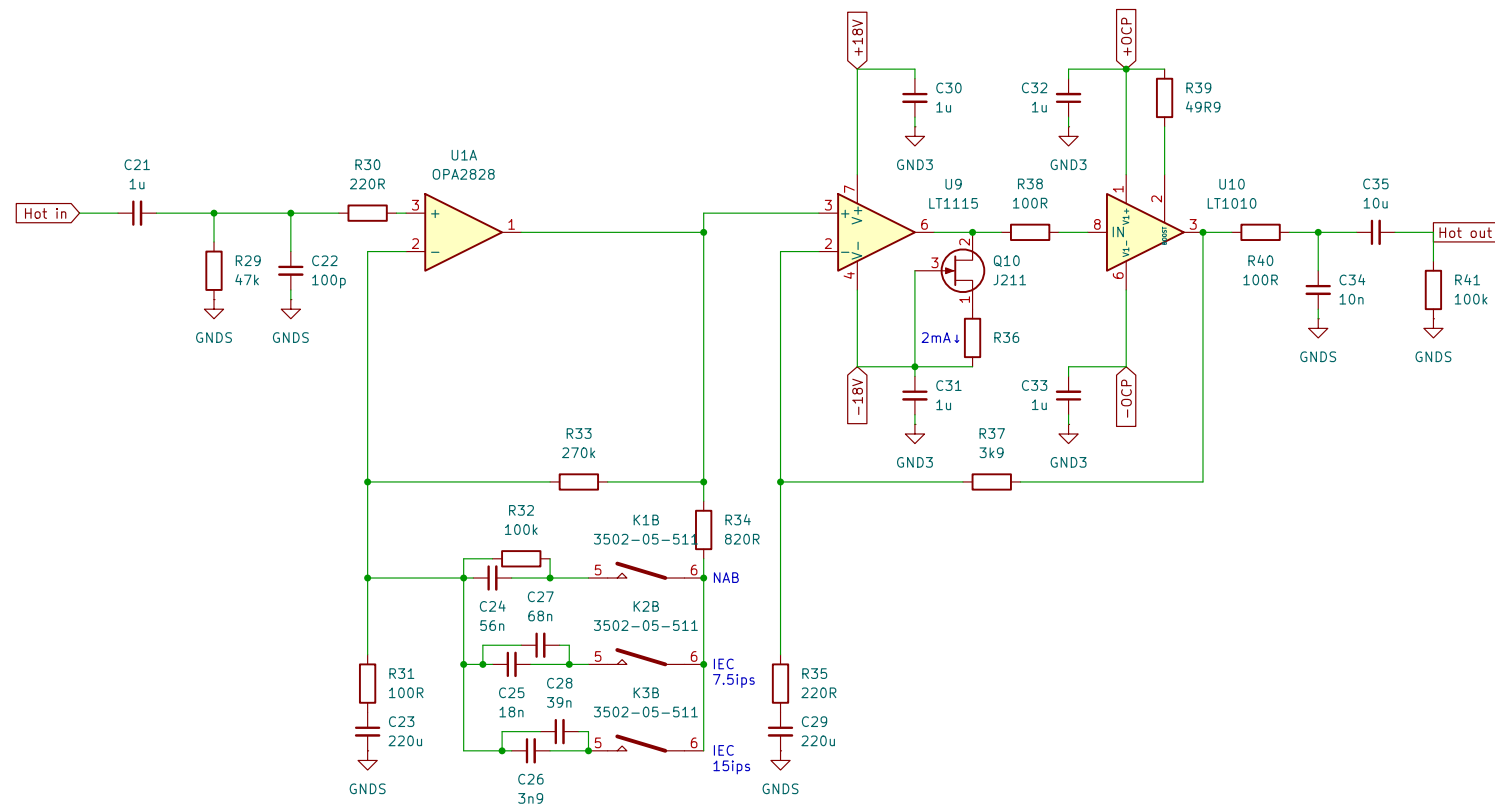 +18V
+OCP
C30
1u
C32
1u
R39
49R9
GND3
GND3
C21
1u
R30
220R
U1A
OPA2828
Hot in
3
+
2
−
1
R29
47k
C22
100p
GNDS
GNDS
7
3
+
V+
2
−
V−
4
U9
LT1115
6
R38
100R
1
2
8
IN
V1+
V1−
BOOST
6
U10
LT1010
3
C35
10u
Hot out
2
3
1
Q10
J211
R40
100R
C34
10n
R41
100k
GNDS
GNDS
2mA↓
R36
−18V
C31
1u
GND3
C33
1u
−OCP
GND3
R33
270k
R37
3k9
R32
100k
K1B
3502-05-511
R34
820R
5
6
NAB
C24
56n
C27
68n
K2B
3502-05-511
5
6
IEC
7.5ips
C25
18n
C28
39n
K3B
3502-05-511
5
6
IEC
15ips
C26
3n9
R31
100R
C23
220u
GNDS
R35
220R
C29
220u
GNDS